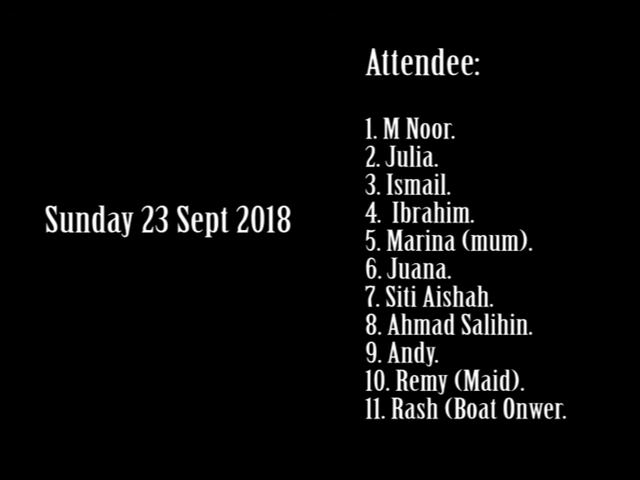 Sunday 23 Sept 2018
Attendee:
1. M Noor.
2. Julia.
3. Ismail.
4. Ibrahim.
5. Marina (mum).
6. Juana.
7. Siti Aishah.
8. Ahmad Salihin.
9. Andy.
10. Remy (Maid).
11. Rash (Boat Onwer.